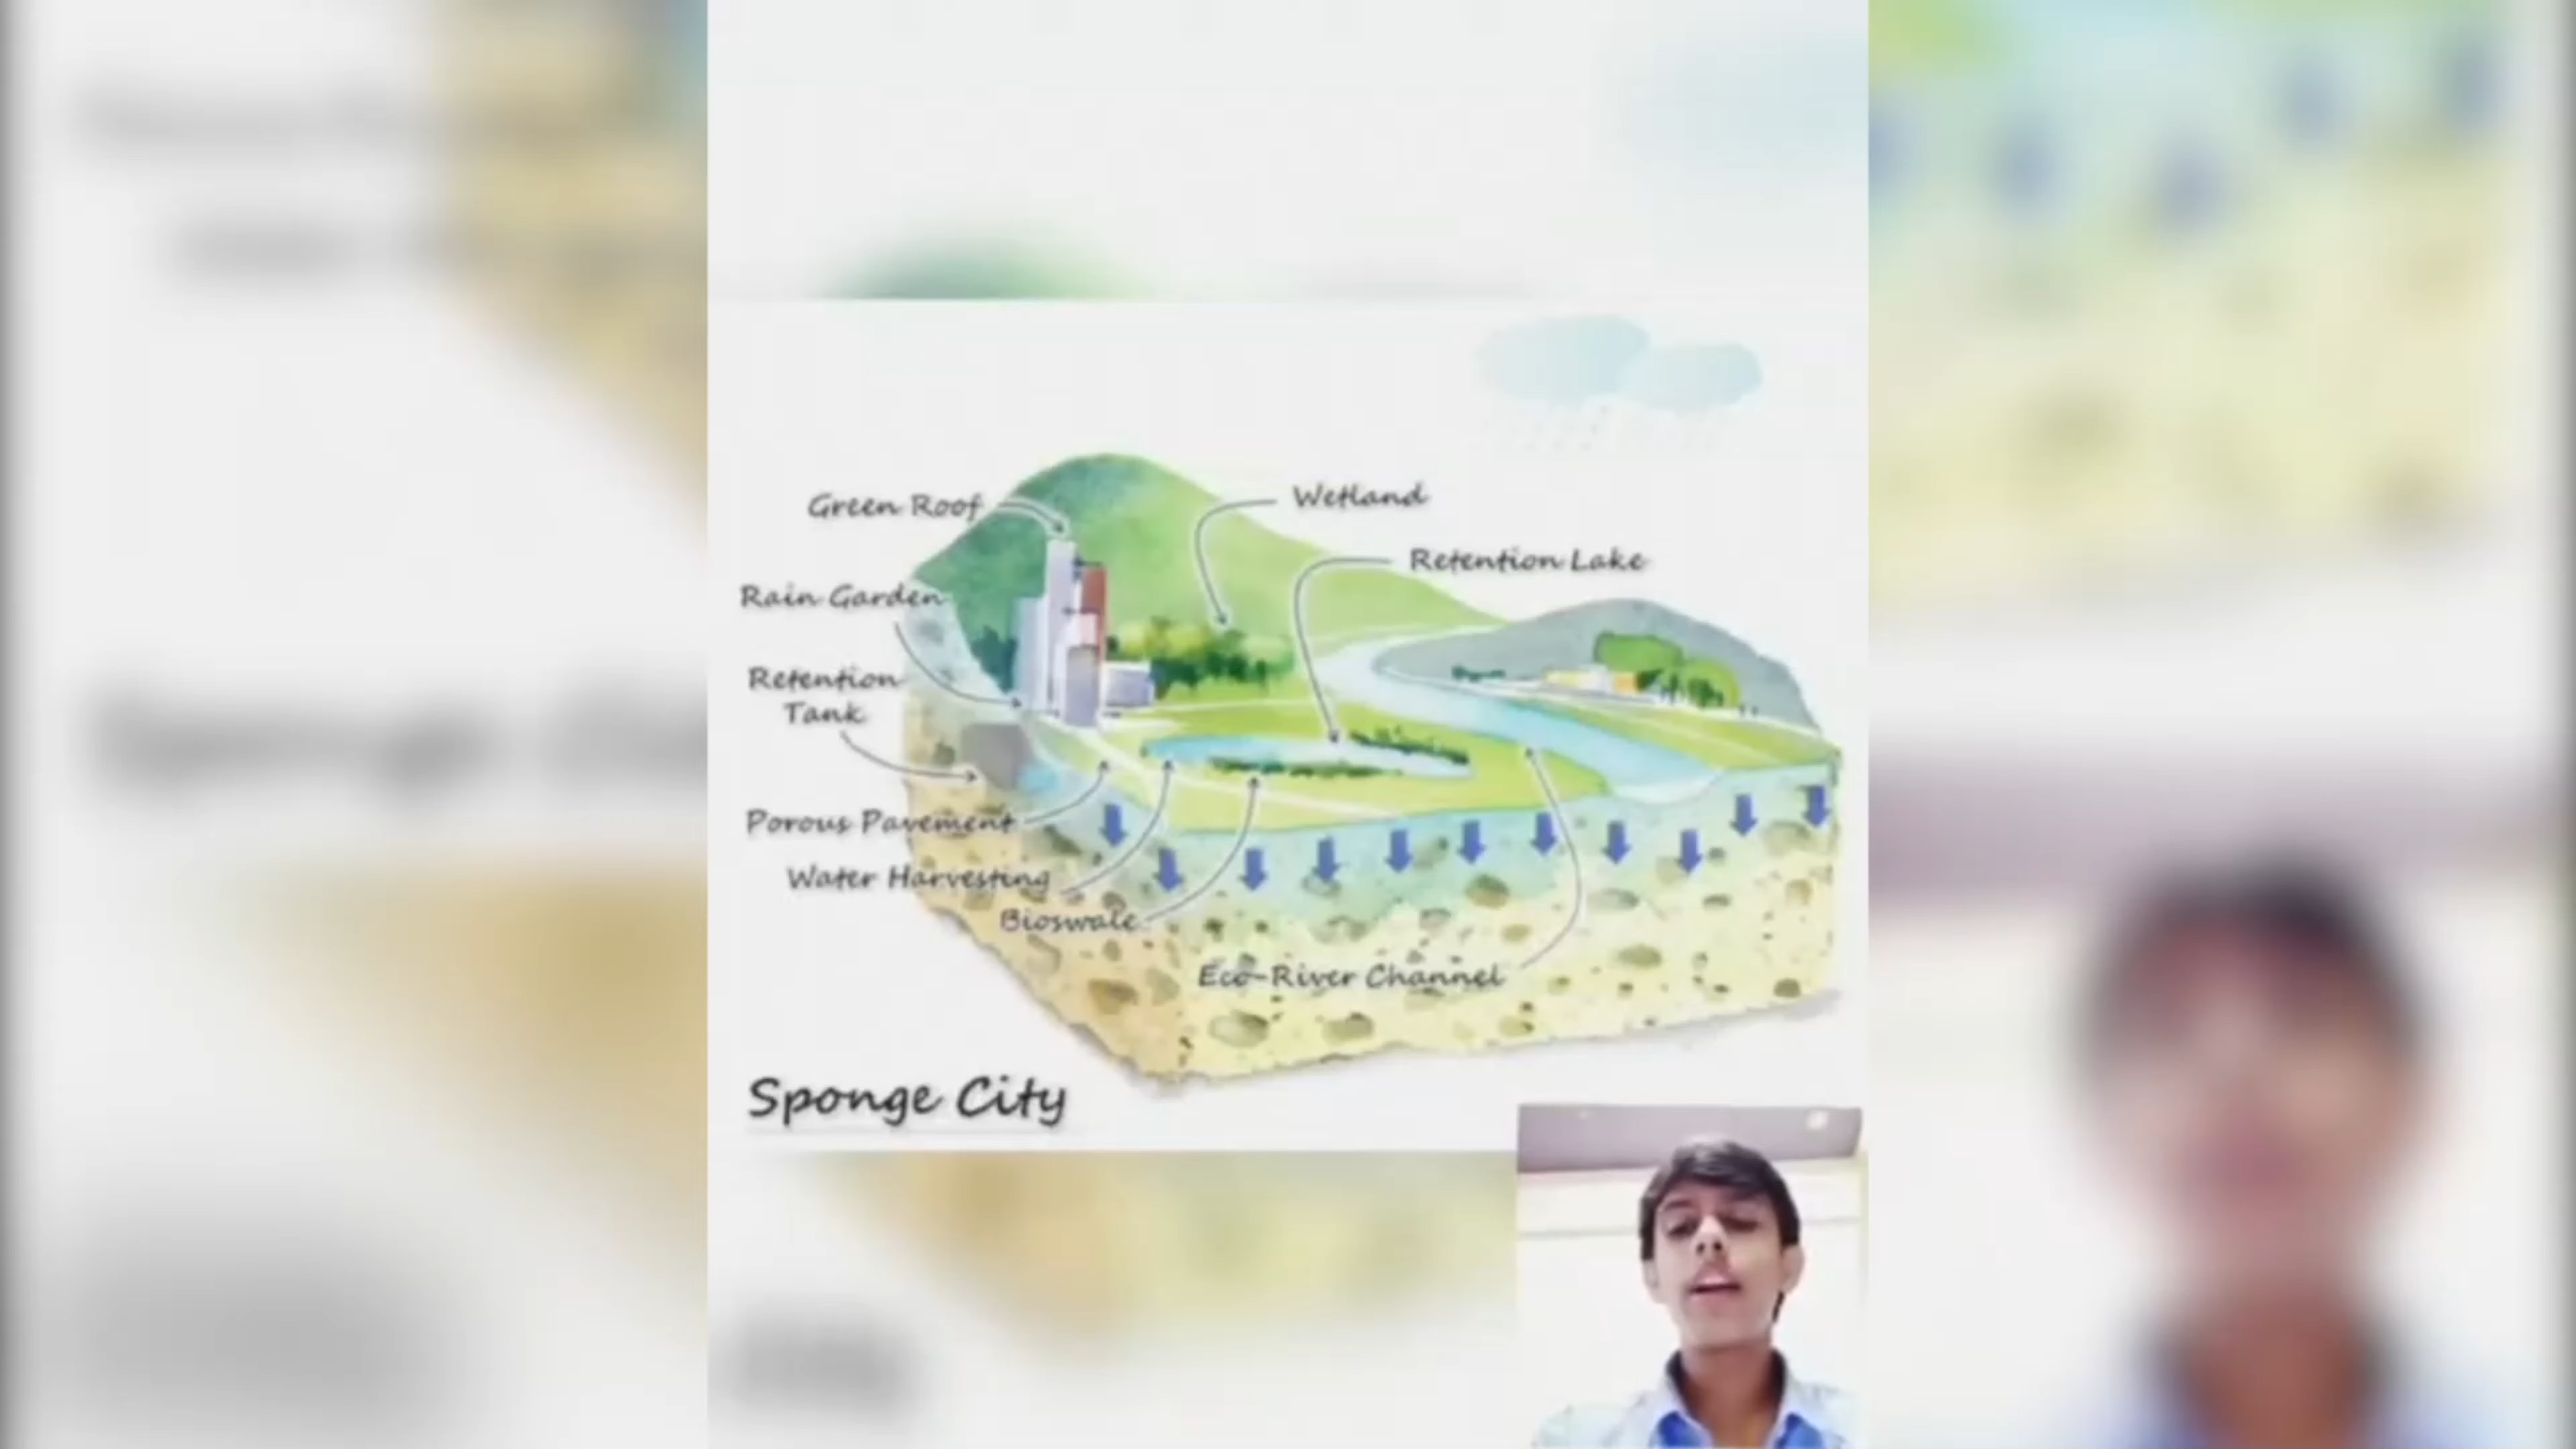 Green Roof
Wetland
Retention Lake
Rain Garden
Retention
Tank
Porous Pavement
Water Harvesting
Bioswale
Eco-River Channel
Sponge City